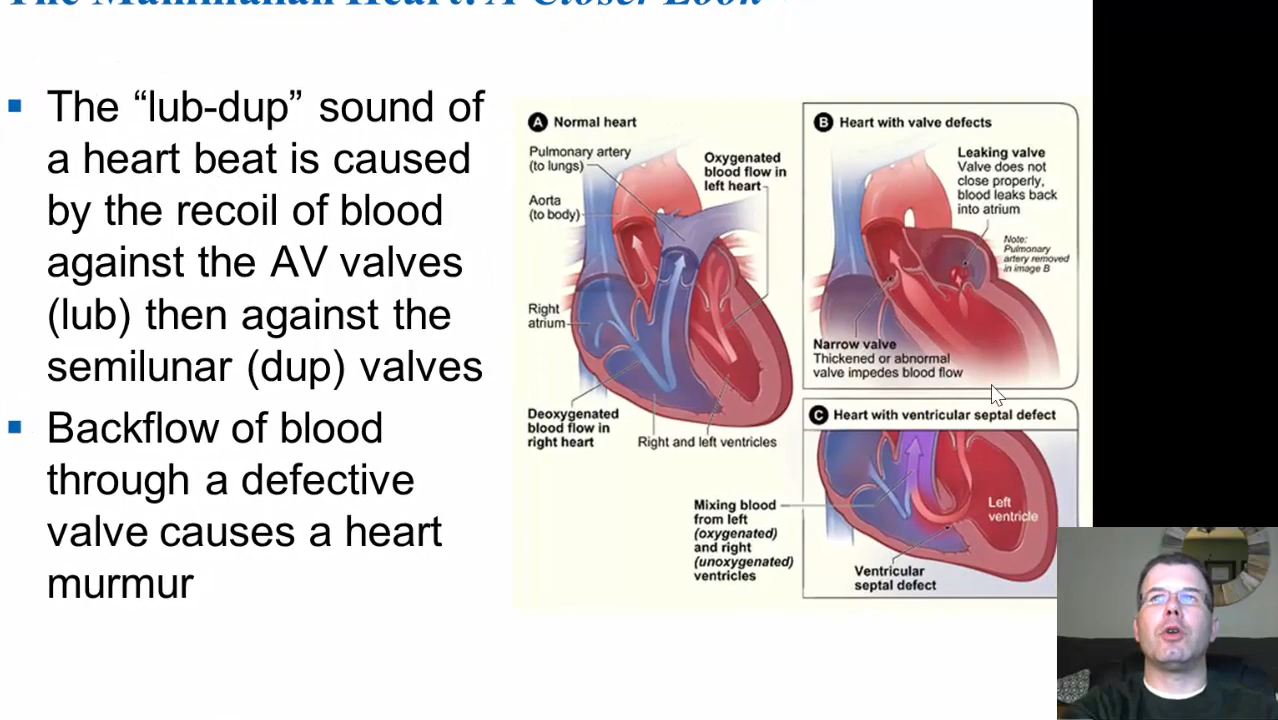 The Mammalian Heart: A Closer Look
The “lub-dup” sound of
a heart beat is caused
by the recoil of blood
against the AV valves
(lub) then against the
semilunar (dup) valves
Backflow of blood
through a defective
valve causes a heart
murmur
A Normal heart
Pulmonary artery
(to lungs)
Oxygenated
blood flow in
left heart
Aorta
(to body)
Right
atrium
Deoxygenated
blood flow in
right heart
Right and left ventricles
B Heart with valve defects
Leaking valve
Valve does not
close properly,
blood leaks back
into atrium
Note:
Pulmonary
artery removed
in image B
Narrow valve
Thickened or abnormal
valve impedes blood flow
C Heart with ventricular septal defect
Mixing blood
from left
(oxygenated)
and right
(unoxygenated)
ventricles
Left
ventricle
Ventricular
septal defect